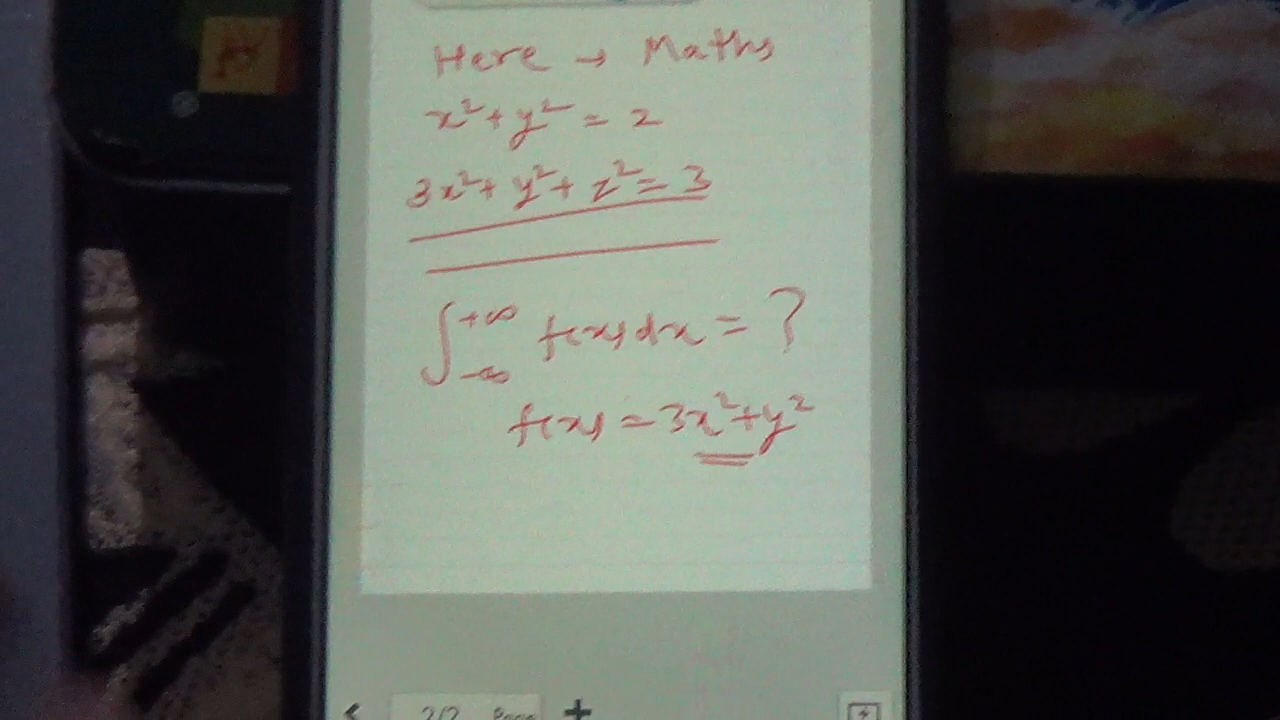 Here → Maths
x²+y² = 2
3x²+ y²+ z² = 3
∫₋∞⁺∞ f(x) dx = ?
f(x) = 3x²+y²